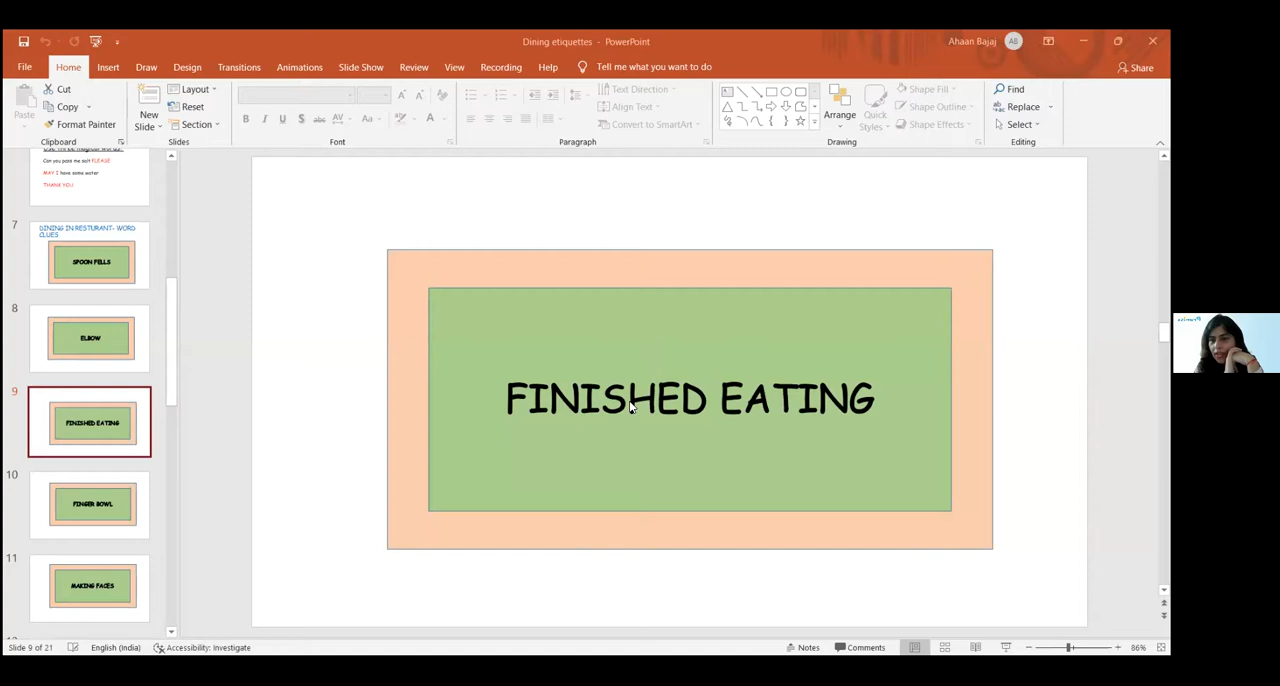 Dining etiquettes - PowerPoint
Ahaan Bajaj
AB
File Home Insert Draw Design Transitions Animations Slide Show Review View Recording Help Tell me what you want to do
Share
Paste
Cut
Copy
Format Painter
Clipboard
New Slide
Layout
Reset
Section
Slides
B I U S abc AV Aa A
Font
Text Direction
Align Text
Convert to SmartArt
Paragraph
Arrange
Quick Styles
Shape Fill
Shape Outline
Shape Effects
Drawing
Find
Replace
Select
Editing
Can you pass me salt PLEASE
MAY I have some water
THANK YOU
7
DINING IN RESTURANT- WORD
CLUES
SPOON FELLS
8
ELBOW
9
FINISHED EATING
10
FINGER BOWL
11
MAKING FACES
FINISHED EATING
Slide 9 of 21 English (India) Accessibility: Investigate
Notes Comments 86%